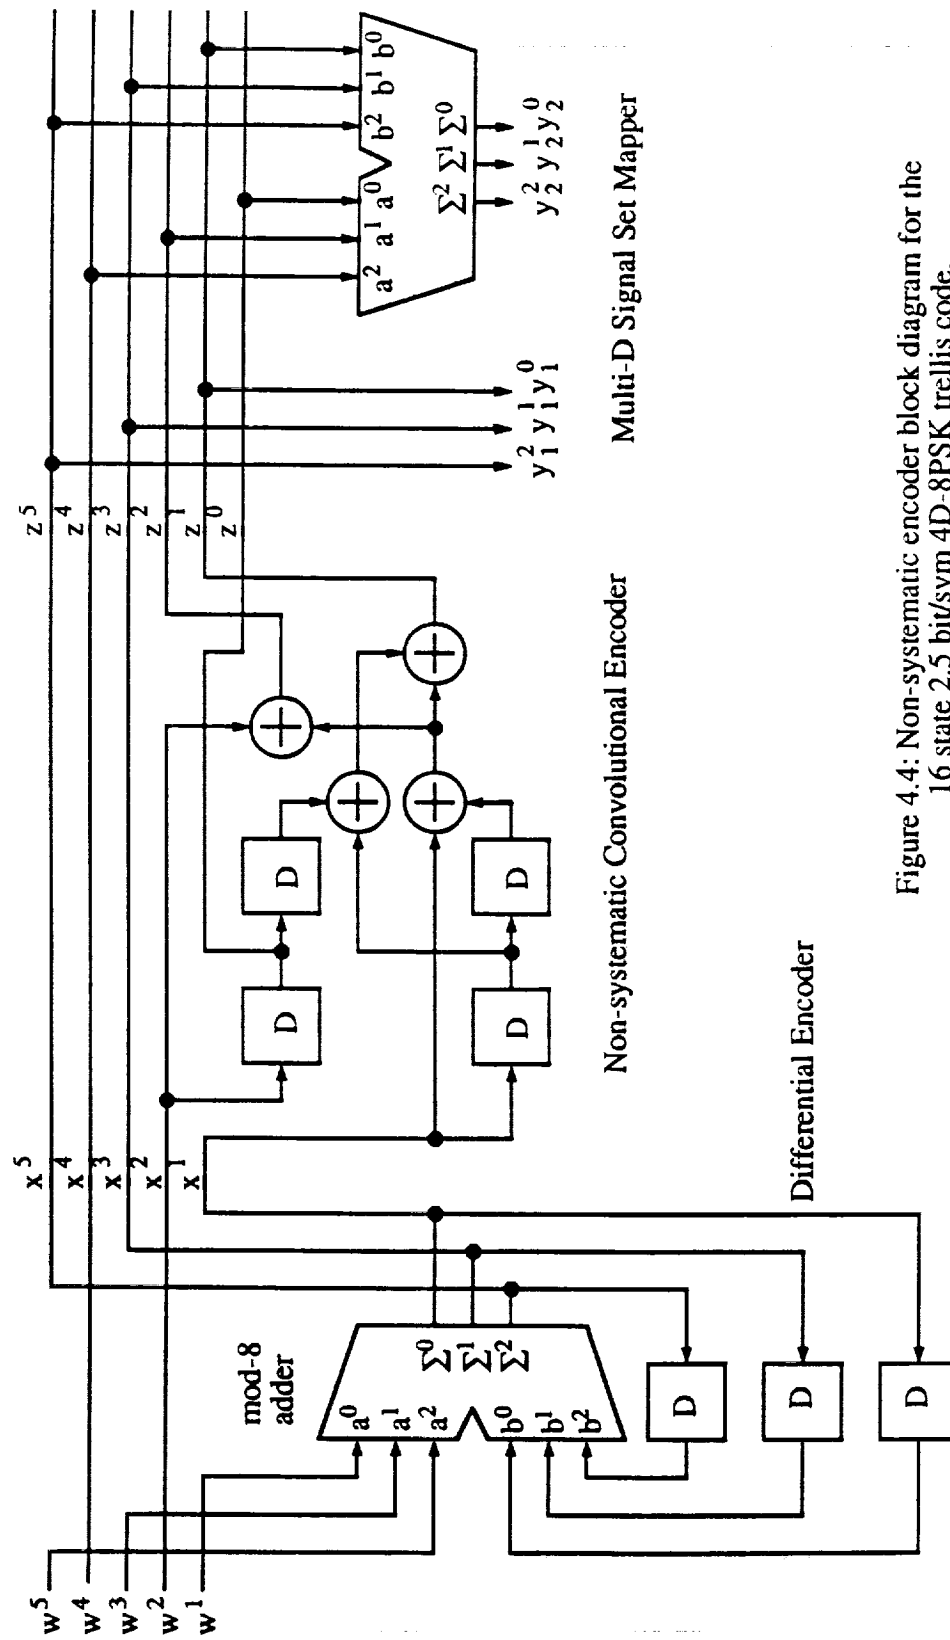 w⁵
w⁴
w³
w²
w¹
mod-8
adder
a⁰
a¹
a²
b⁰
b¹
b²
Σ⁰
Σ¹
Σ²
D
D
D
Differential Encoder
x⁵
x⁴
x³
x²
x¹
D
D
D
D
Non-systematic Convolutional Encoder
z⁵
z⁴
z³
z²
z¹
z⁰
y₁² y₁¹ y₁⁰
a² a¹ a⁰ b² b¹ b⁰
Σ² Σ¹ Σ⁰
y₂² y₂¹ y₂⁰
Multi-D Signal Set Mapper
Figure 4.4: Non-systematic encoder block diagram for the
16 state 2.5 bit/sym 4D-8PSK trellis code.